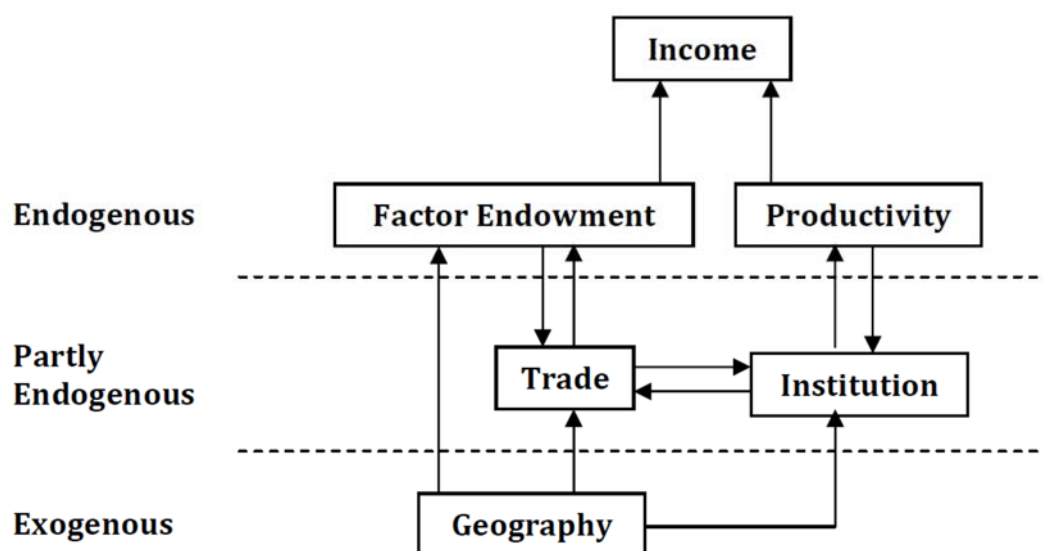 Income
Endogenous
Factor Endowment
Productivity
Partly
Endogenous
Trade
Institution
Exogenous
Geography